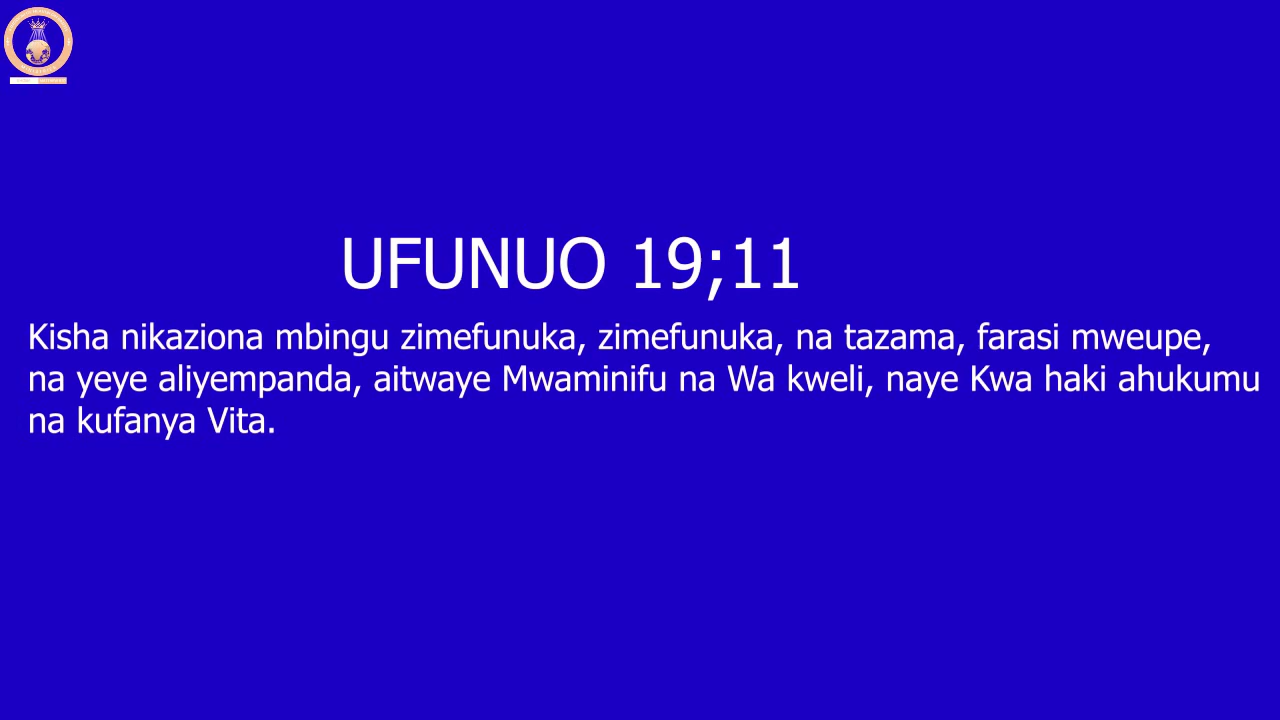 UFUNUO 19;11
Kisha nikaziona mbingu zimefunuka, zimefunuka, na tazama, farasi mweupe,
na yeye aliyempanda, aitwaye Mwaminifu na Wa kweli, naye Kwa haki ahukumu
na kufanya Vita.